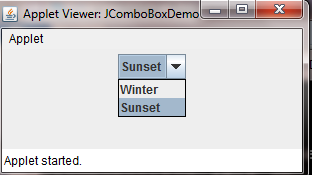 Applet Viewer: JComboBoxDemo
Applet
Sunset
Winter
Sunset
Applet started.